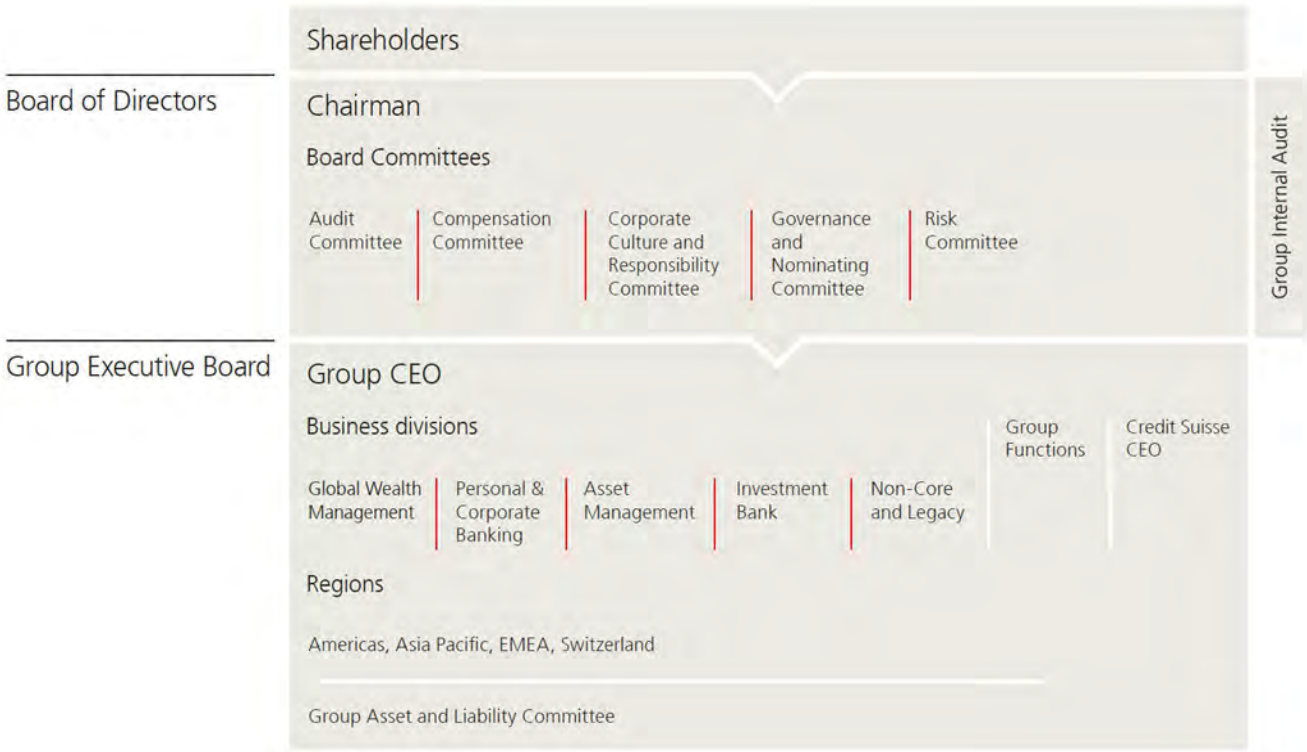 Shareholders
Board of Directors
Chairman
Board Committees
Audit
Committee
Compensation
Committee
Corporate
Culture and
Responsibility
Committee
Governance
and
Nominating
Committee
Risk
Committee
Group Internal Audit
Group Executive Board
Group CEO
Business divisions
Global Wealth
Management
Personal &
Corporate
Banking
Asset
Management
Investment
Bank
Non-Core
and Legacy
Group
Functions
Credit Suisse
CEO
Regions
Americas, Asia Pacific, EMEA, Switzerland
Group Asset and Liability Committee